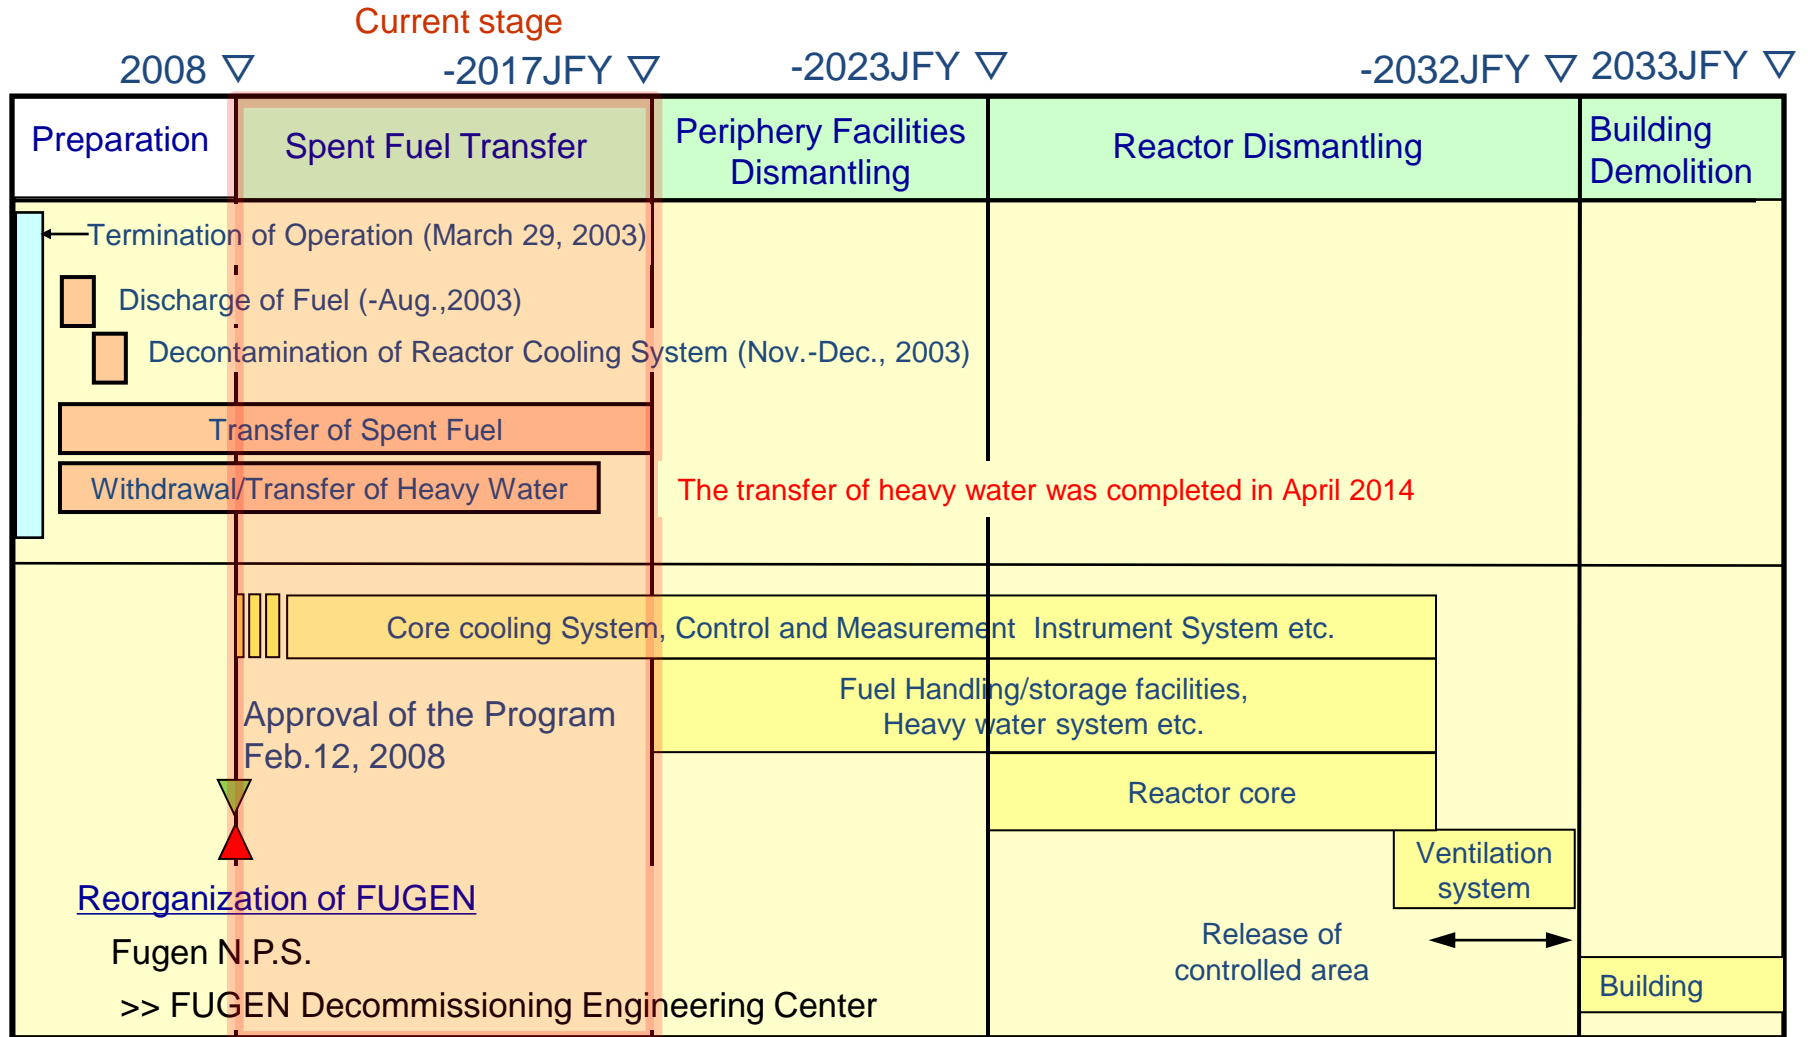 Current stage
2008 ▽
-2017JFY ▽
-2023JFY ▽
-2032JFY ▽
2033JFY ▽
Preparation
Spent Fuel Transfer
Periphery Facilities
Dismantling
Reactor Dismantling
Building
Demolition
Termination of Operation (March 29, 2003)
Discharge of Fuel (-Aug.,2003)
Decontamination of Reactor Cooling System (Nov.-Dec., 2003)
Transfer of Spent Fuel
Withdrawal/Transfer of Heavy Water
The transfer of heavy water was completed in April 2014
Core cooling System, Control and Measurement Instrument System etc.
Fuel Handling/storage facilities,
Heavy water system etc.
Approval of the Program
Feb.12, 2008
Reactor core
Ventilation
system
Reorganization of FUGEN
Fugen N.P.S.
>> FUGEN Decommissioning Engineering Center
Release of
controlled area
Building